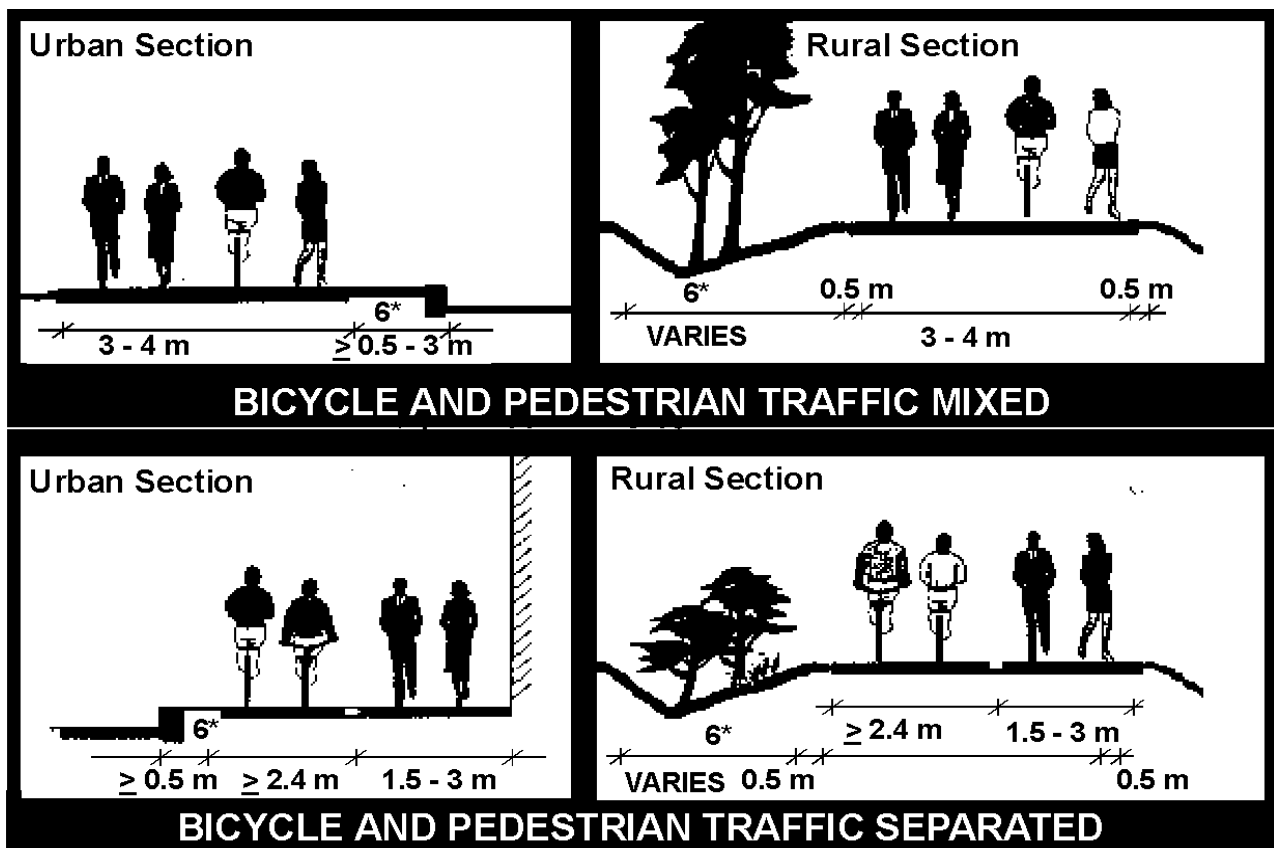 Urban Section
6*
3 - 4 m
≥ 0.5 - 3 m
Rural Section
6*
0.5 m
0.5 m
VARIES
3 - 4 m
BICYCLE AND PEDESTRIAN TRAFFIC MIXED
Urban Section
6*
≥ 0.5 m
≥ 2.4 m
1.5 - 3 m
Rural Section
≥ 2.4 m
1.5 - 3 m
6*
VARIES
0.5 m
0.5 m
BICYCLE AND PEDESTRIAN TRAFFIC SEPARATED